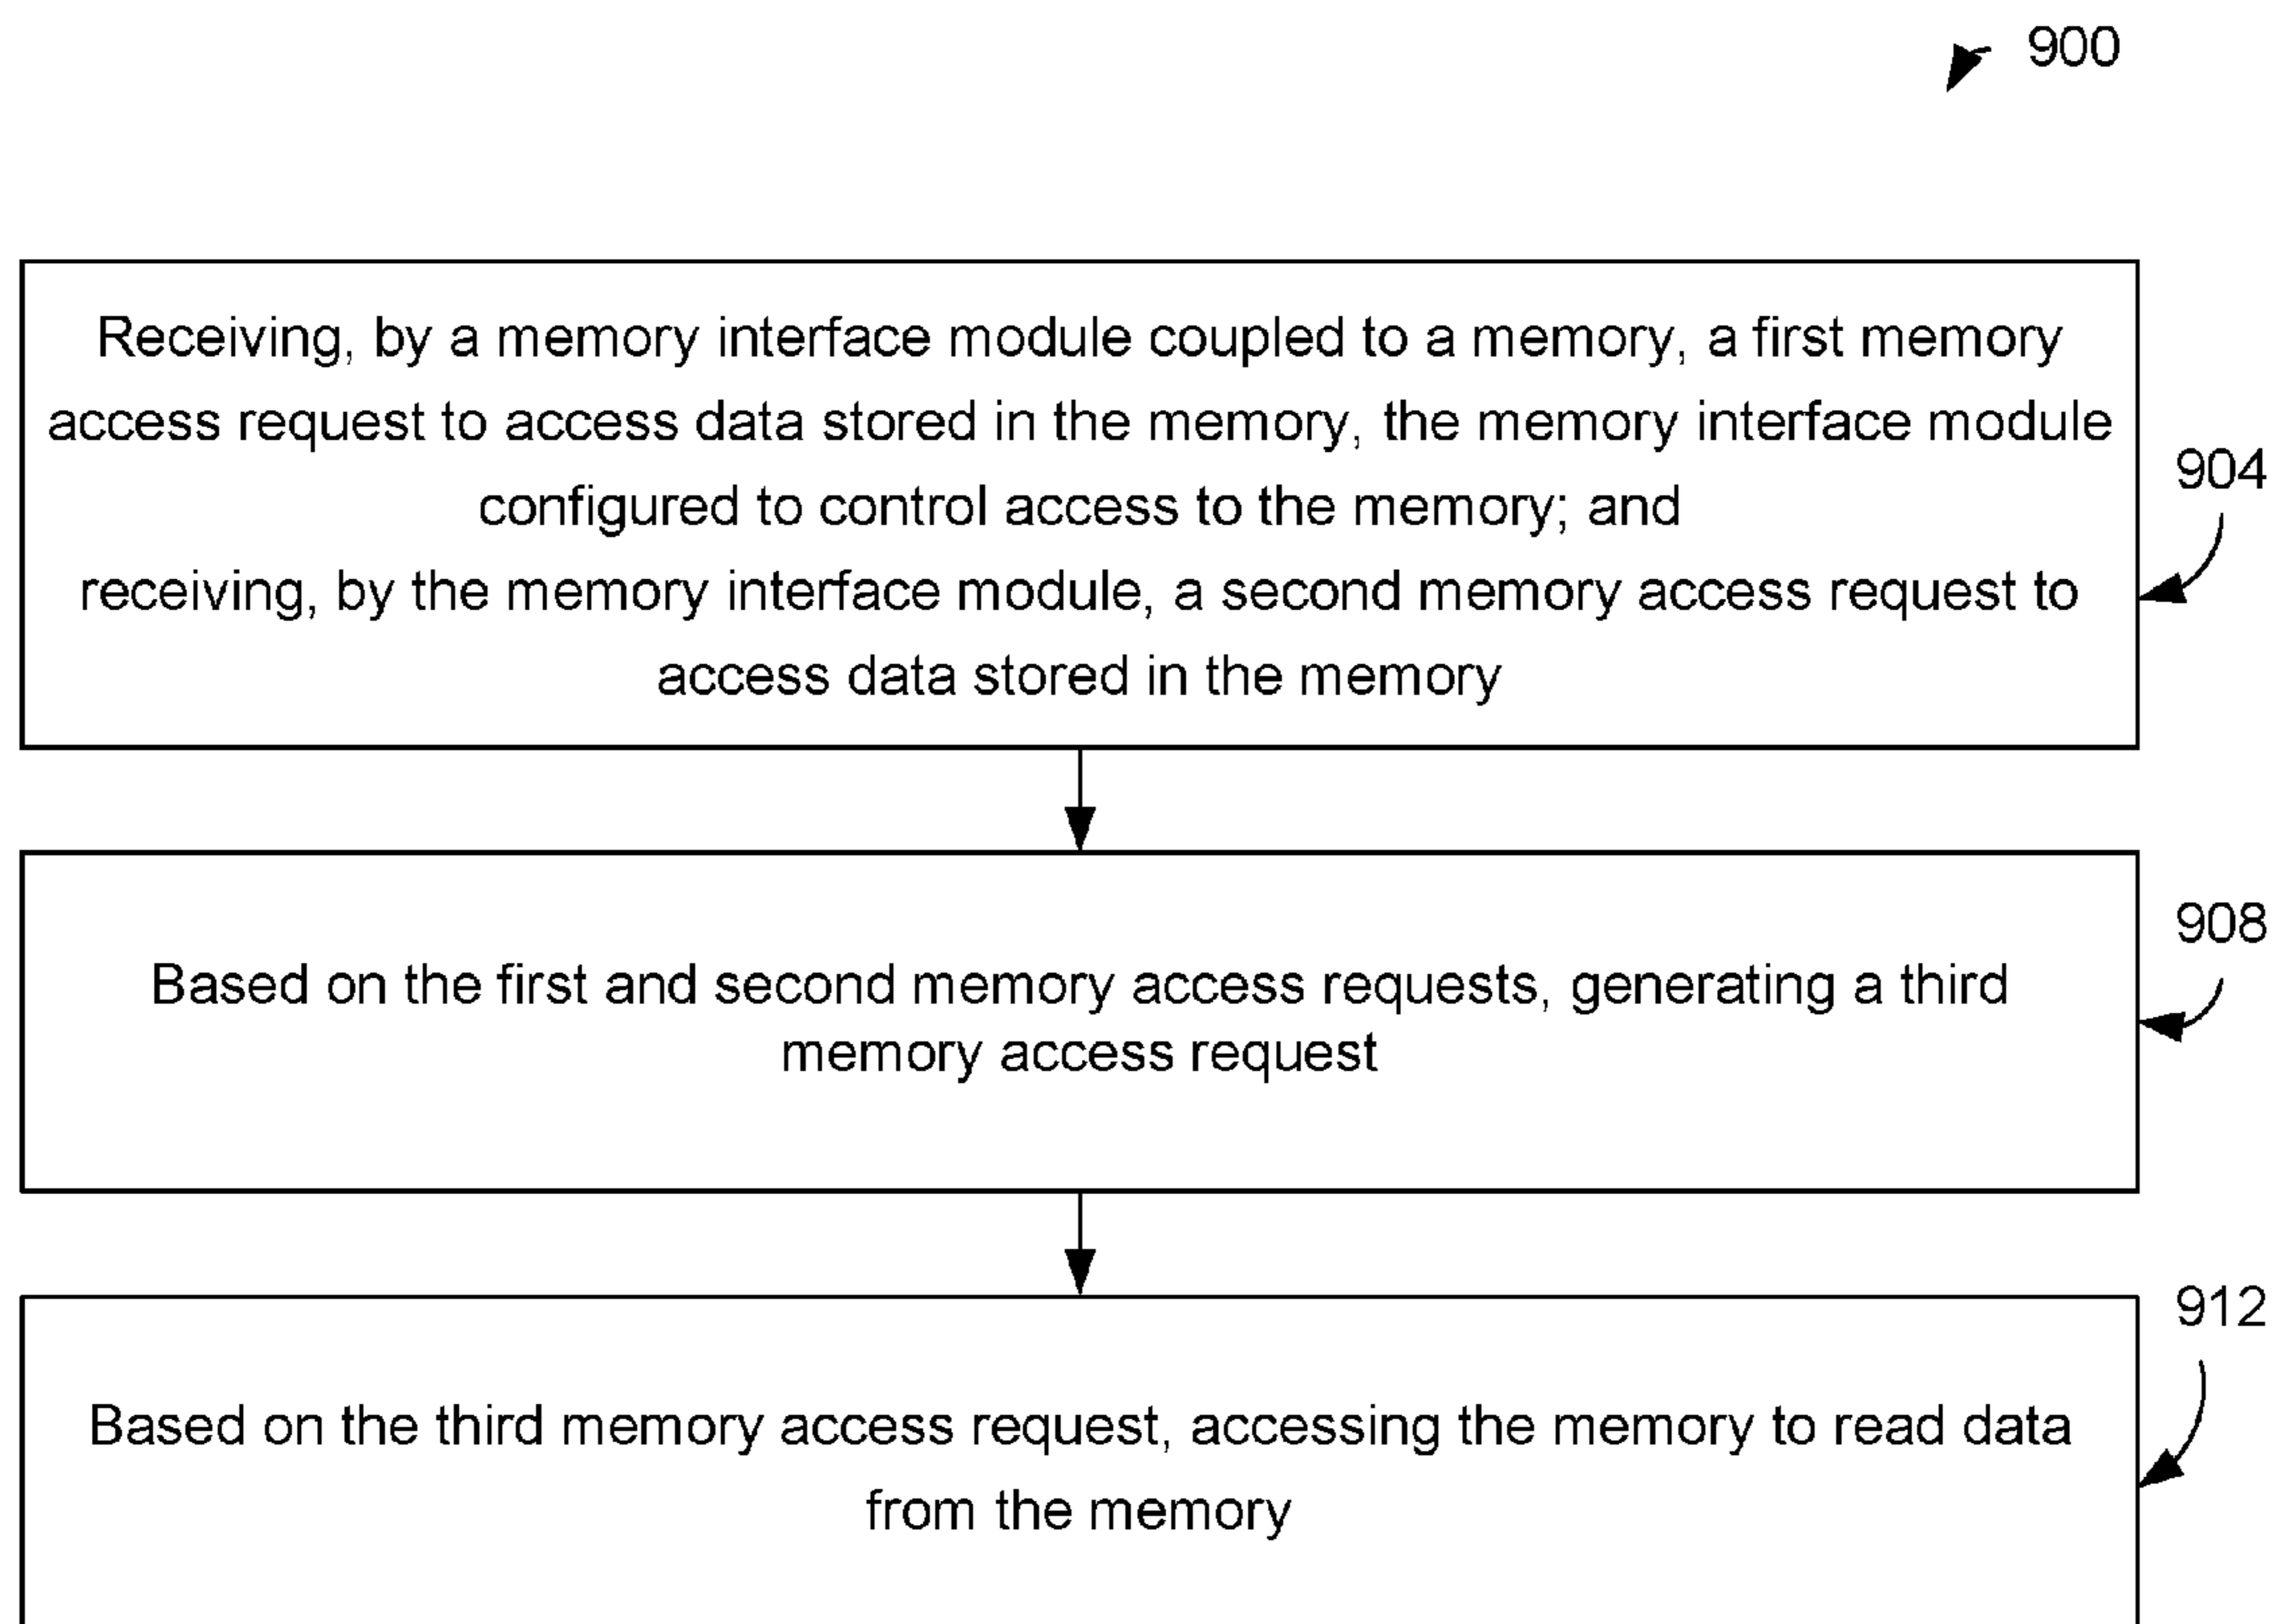 900
Receiving, by a memory interface module coupled to a memory, a first memory
access request to access data stored in the memory, the memory interface module
configured to control access to the memory; and
receiving, by the memory interface module, a second memory access request to
access data stored in the memory
904
Based on the first and second memory access requests, generating a third
memory access request
908
Based on the third memory access request, accessing the memory to read data
from the memory
912